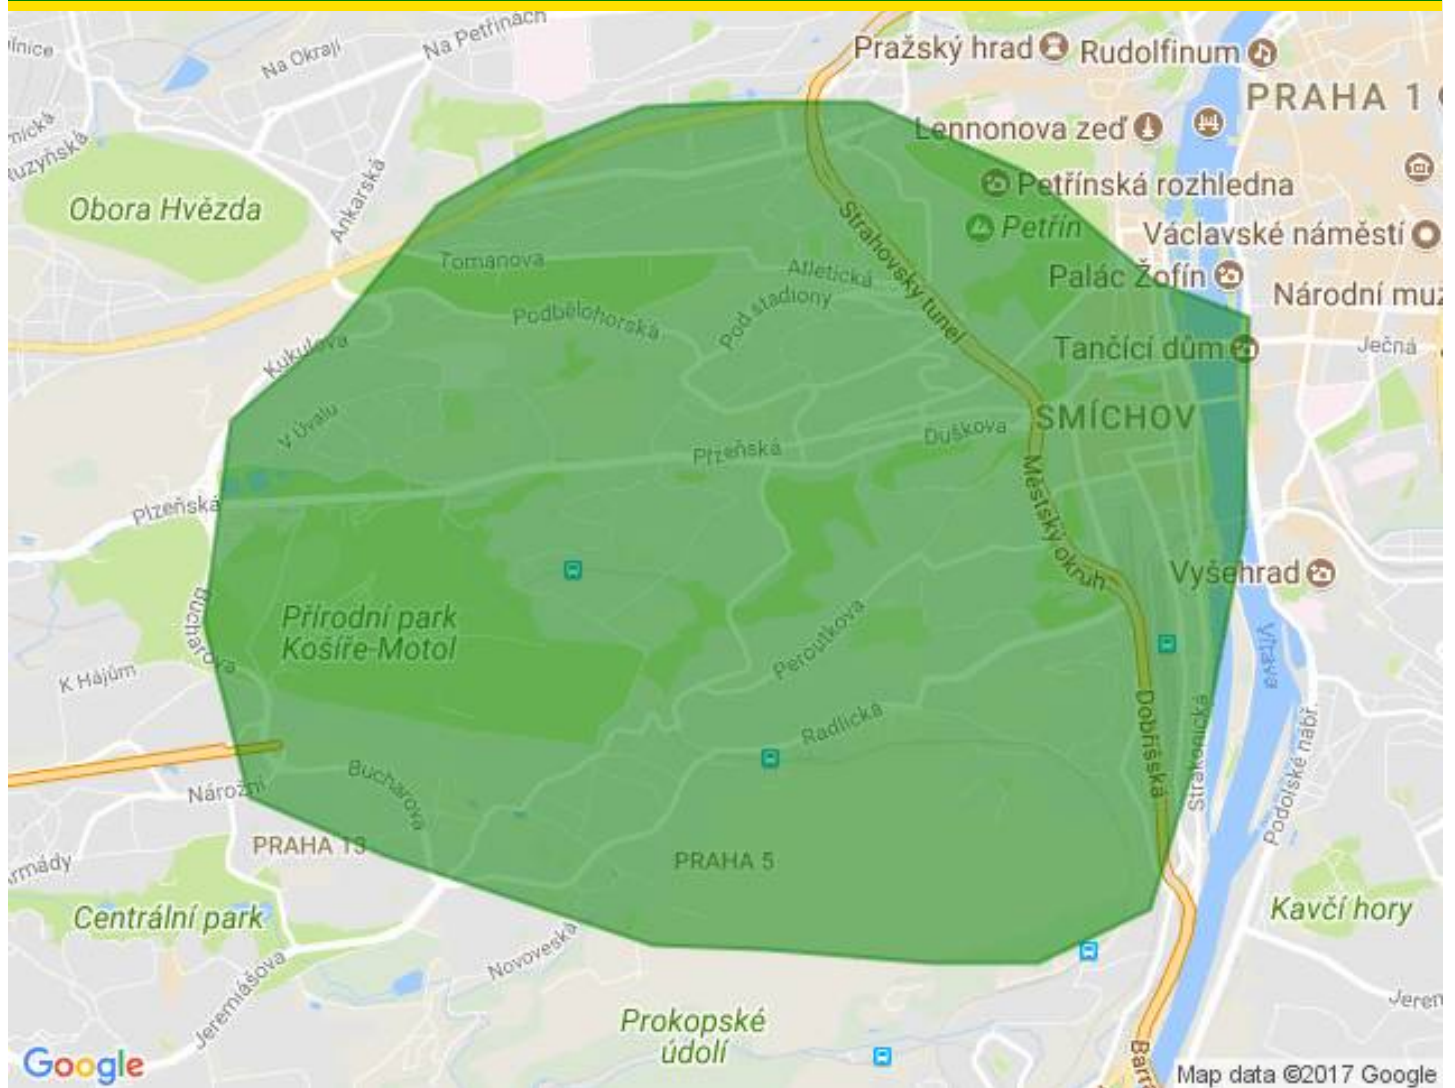 Na Petřinách
Na Okraji
Pražský hrad
Rudolfinum
PRAHA 1
Lennonova zeď
Petřínská rozhledna
Obora Hvězda
Ankarská
Petřín
Václavské náměstí
Strahovský tunel
Tomanova
Atletická
Palác Žofín
Národní muz
Pod stadiony
Podbělohorská
Tančící dům
Ječná
Kukulova
V Úvalu
SMÍCHOV
Duškova
Plzeňská
Plzeňská
Městský okruh
Vyšehrad
Přírodní park
Košíře-Motol
Bucharova
Peroutkova
Vltava
K Hájům
Radlická
Dobříšská
Strakonická
Podolské nábř.
Nárožní
Bucharova
PRAHA 13
PRAHA 5
Centrální park
Kavčí hory
Novoveská
Jeremiášova
Prokopské
údolí
Google
Map data ©2017 Google